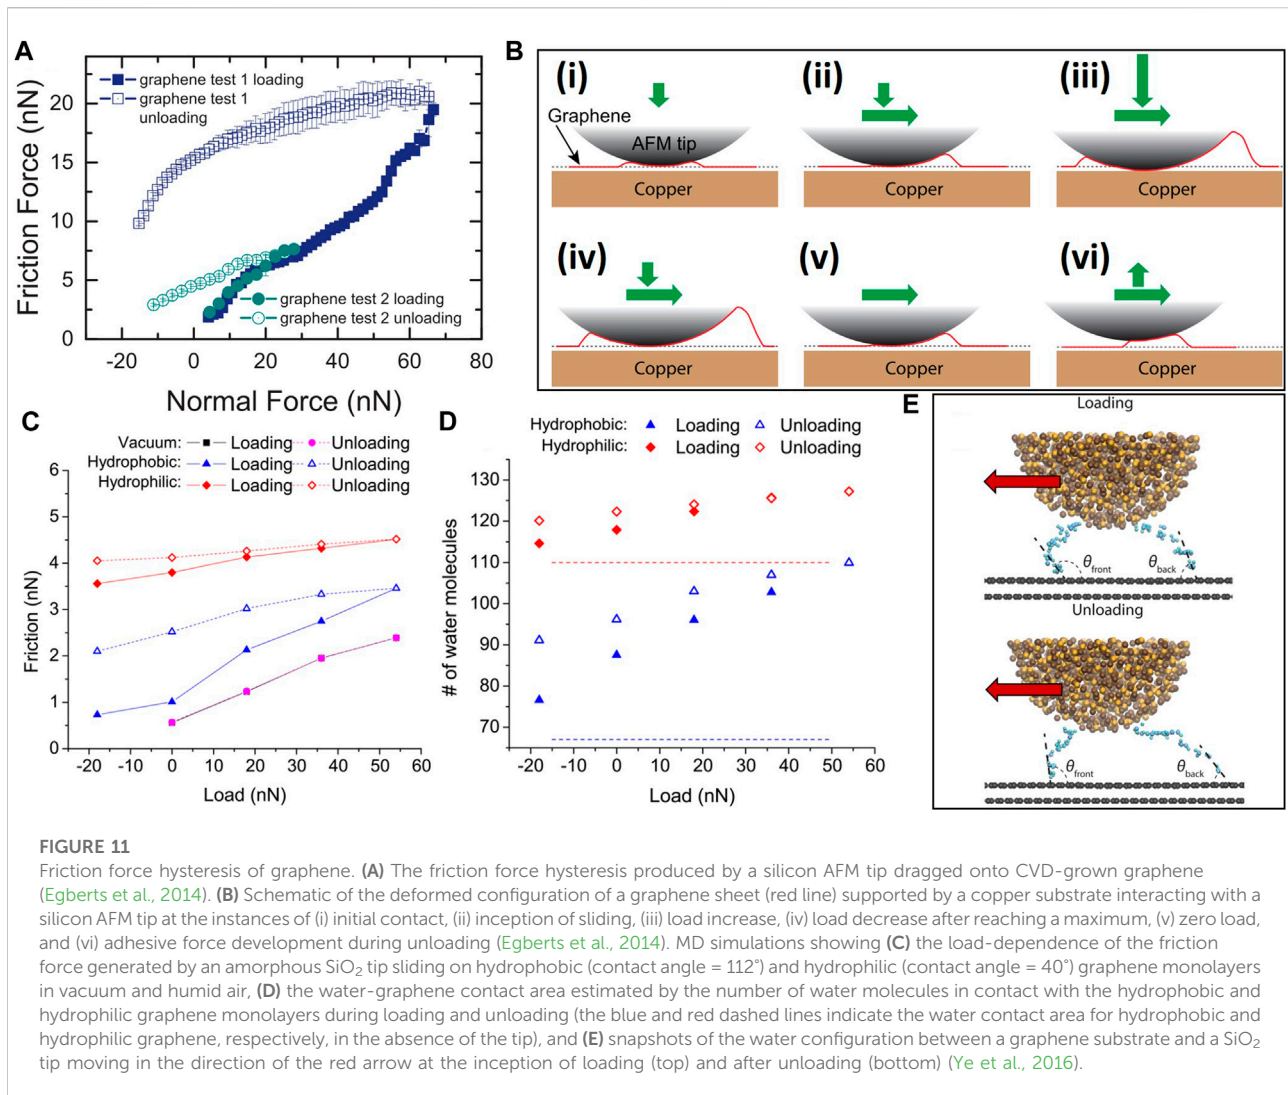 A
Friction Force (nN)
25
20
15
10
5
0
graphene test 1 loading
graphene test 1
unloading
graphene test 2 loading
graphene test 2 unloading
-20 0 20 40 60 80
Normal Force (nN)
B
(i) (ii) (iii)
Graphene
AFM tip
Copper Copper Copper
(iv) (v) (vi)
Copper Copper Copper
C
Vacuum: Loading Unloading
Hydrophobic: Loading Unloading
Hydrophilic: Loading Unloading
Friction (nN)
6
5
4
3
2
1
0
-20 -10 0 10 20 30 40 50 60
Load (nN)
D
Hydrophobic: Loading Unloading
Hydrophilic: Loading Unloading
# of water molecules
130
120
110
100
90
80
70
-20 -10 0 10 20 30 40 50 60
Load (nN)
E
Loading
θfront θback
Unloading
θfront θback
FIGURE 11
Friction force hysteresis of graphene. (A) The friction force hysteresis produced by a silicon AFM tip dragged onto CVD-grown graphene
(Egberts et al., 2014). (B) Schematic of the deformed configuration of a graphene sheet (red line) supported by a copper substrate interacting with a
silicon AFM tip at the instances of (i) initial contact, (ii) inception of sliding, (iii) load increase, (iv) load decrease after reaching a maximum, (v) zero load,
and (vi) adhesive force development during unloading (Egberts et al., 2014). MD simulations showing (C) the load-dependence of the friction
force generated by an amorphous SiO₂ tip sliding on hydrophobic (contact angle = 112°) and hydrophilic (contact angle = 40°) graphene monolayers
in vacuum and humid air, (D) the water-graphene contact area estimated by the number of water molecules in contact with the hydrophobic and
hydrophilic graphene monolayers during loading and unloading (the blue and red dashed lines indicate the water contact area for hydrophobic and
hydrophilic graphene, respectively, in the absence of the tip), and (E) snapshots of the water configuration between a graphene substrate and a SiO₂
tip moving in the direction of the red arrow at the inception of loading (top) and after unloading (bottom) (Ye et al., 2016).